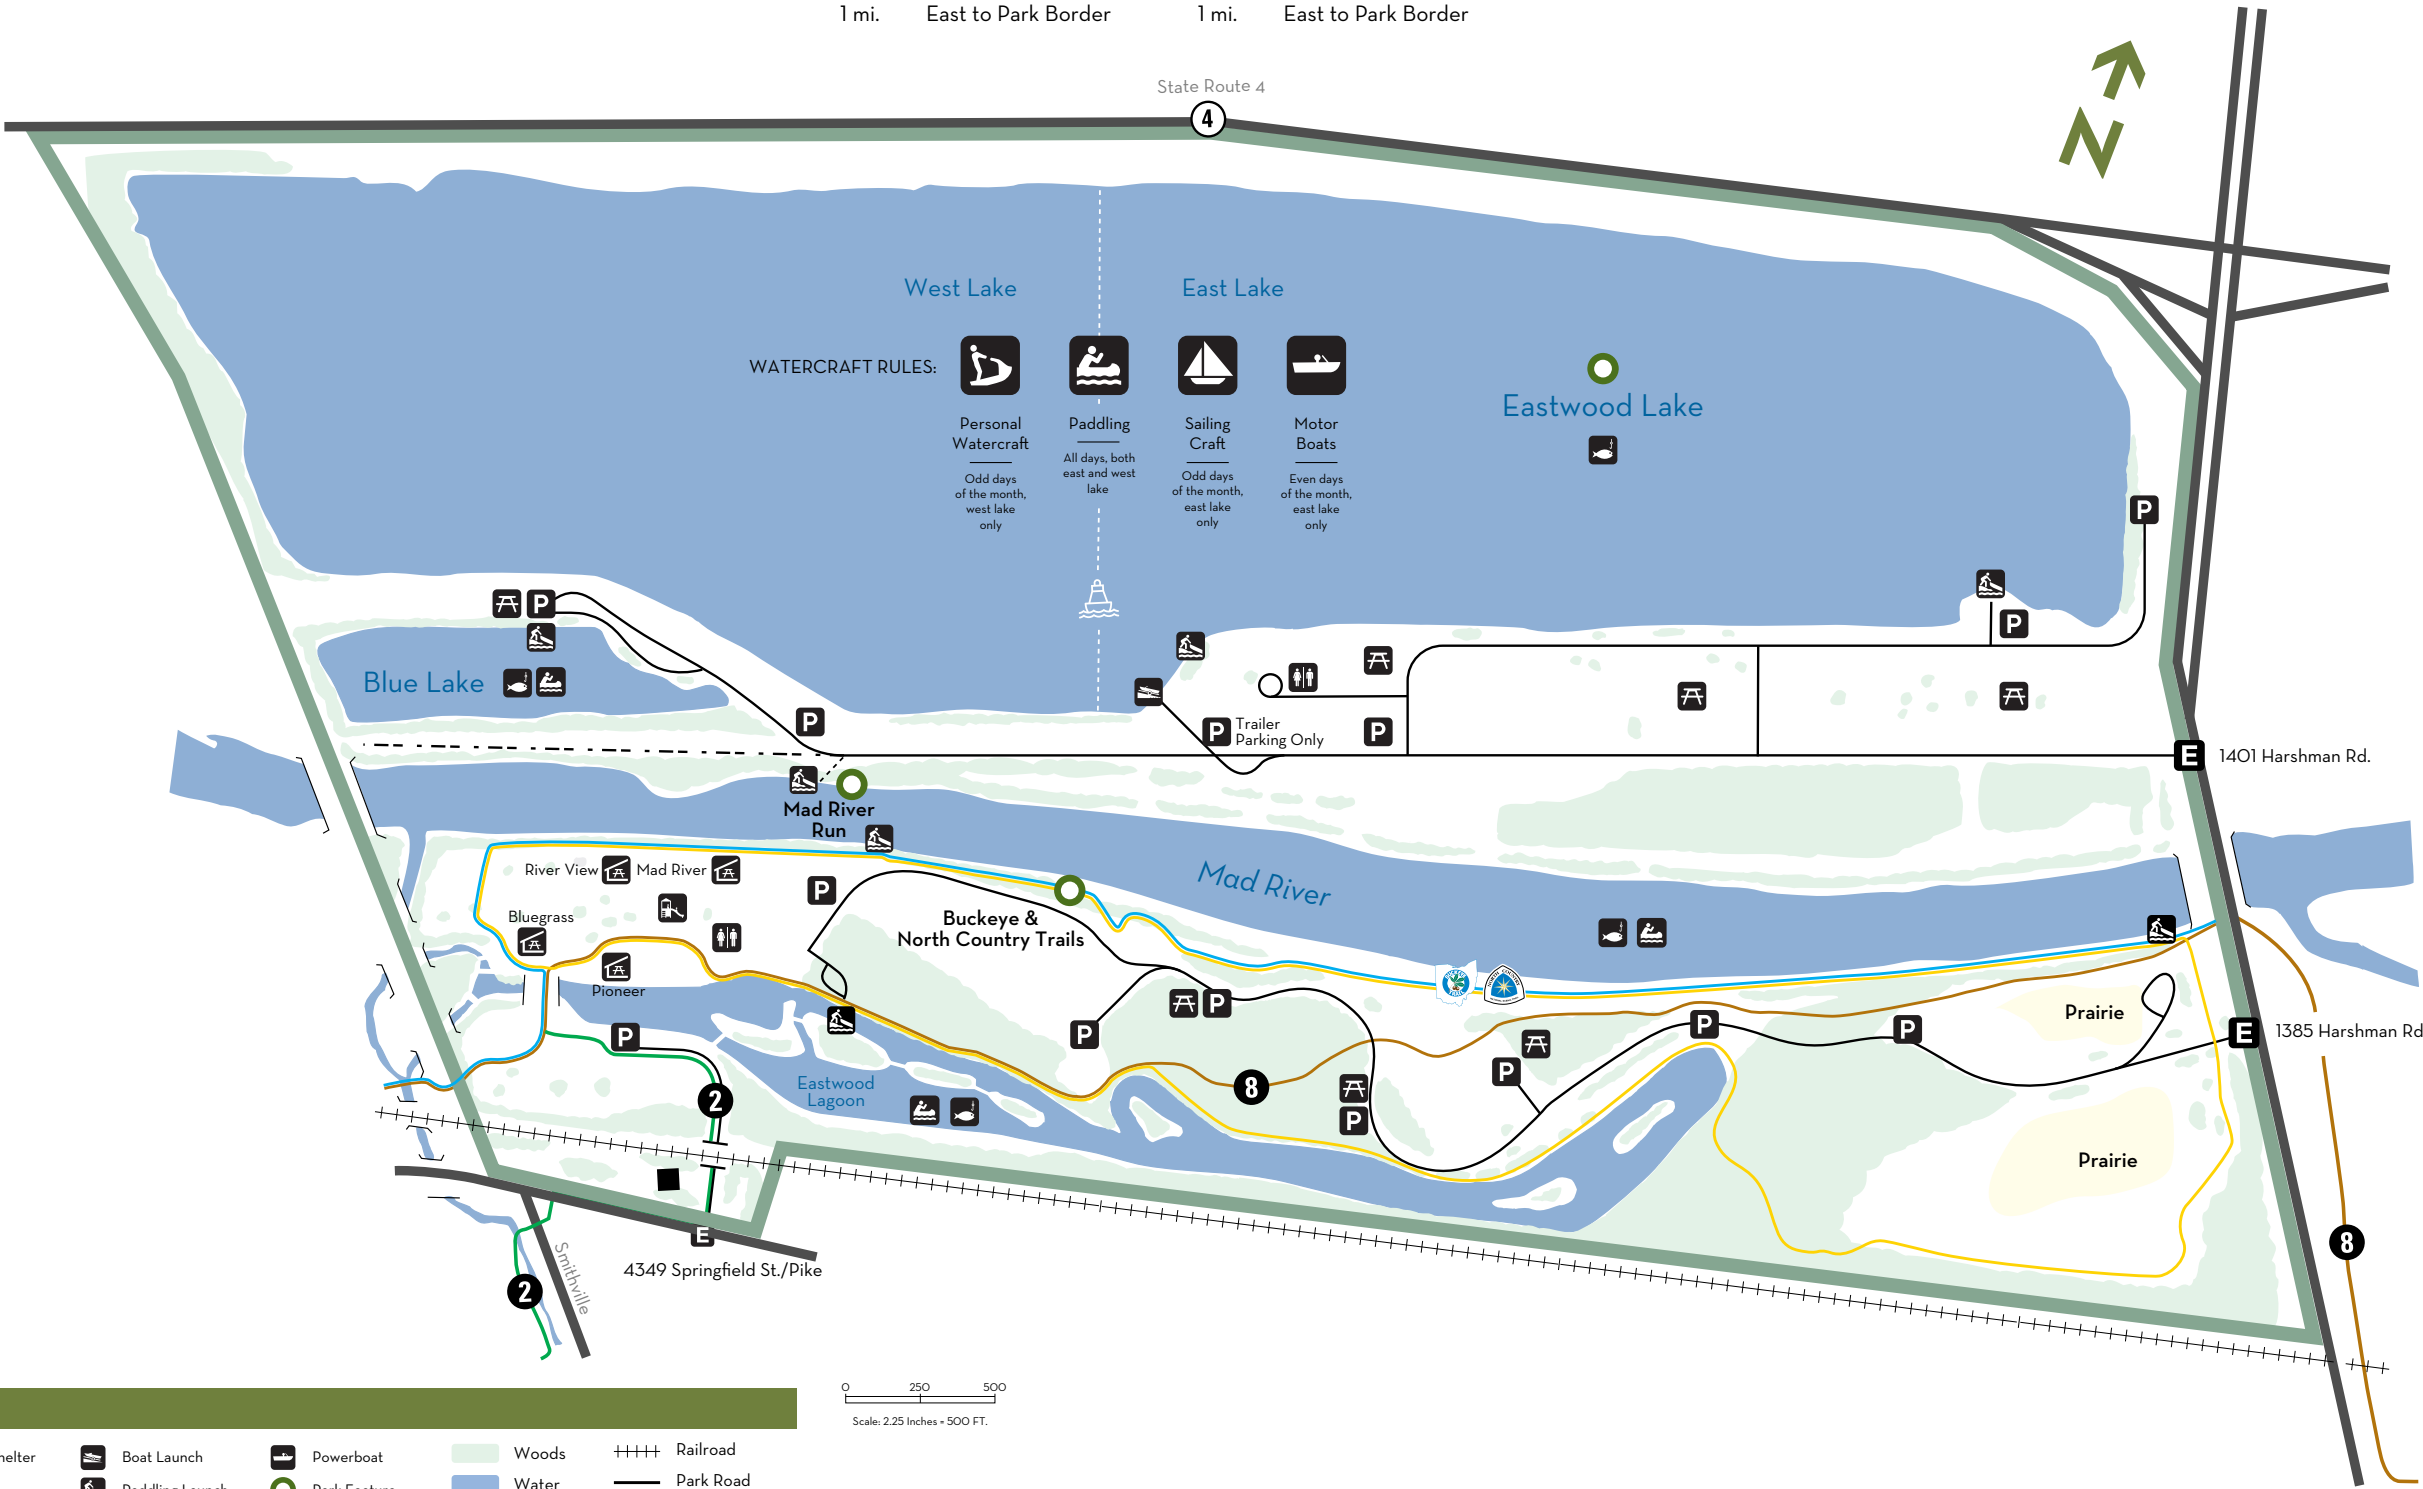 1 mi. East to Park Border 1 mi. East to Park Border
State Route 4
4
N
West Lake East Lake
WATERCRAFT RULES:
Personal
Watercraft
Odd days
of the month,
west lake
only
Paddling
All days, both
east and west
lake
Sailing
Craft
Odd days
of the month,
east lake
only
Motor
Boats
Even days
of the month,
east lake
only
Eastwood Lake
P
P
P
Blue Lake
P
P Trailer
Parking Only
P
E 1401 Harshman Rd.
Mad River
Run
River View
Mad River
Mad River
P
Bluegrass
Buckeye &
North Country Trails
Pioneer
P
P
P
P
P
Prairie
E 1385 Harshman Rd
P
Eastwood
Lagoon
2
8
P
P
Prairie
E
4349 Springfield St./Pike
Smithville
2
8
0 250 500
Scale: 2.25 Inches = 500 FT.
helter
Boat Launch
Powerboat
Woods
Railroad
Water
Park Road